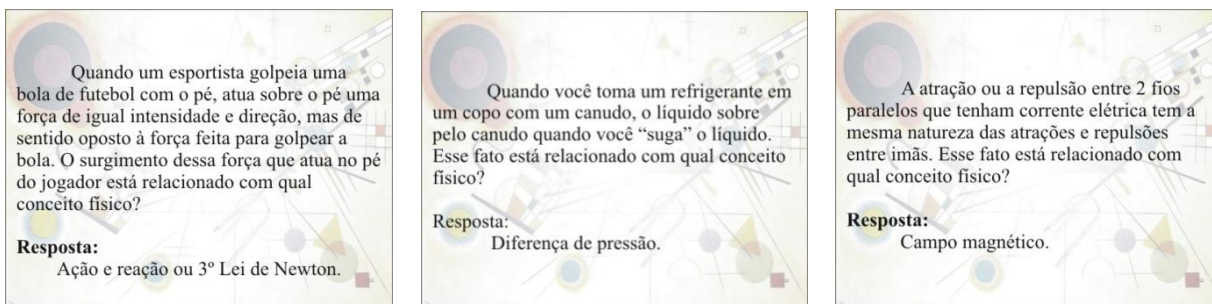 Quando um esportista golpeia uma
bola de futebol com o pé, atua sobre o pé uma
força de igual intensidade e direção, mas de
sentido oposto à força feita para golpear a
bola. O surgimento dessa força que atua no pé
do jogador está relacionado com qual
conceito físico?
Resposta:
Ação e reação ou 3º Lei de Newton.
Quando você toma um refrigerante em
um copo com um canudo, o líquido sobre
pelo canudo quando você “suga” o líquido.
Esse fato está relacionado com qual conceito
físico?
Resposta:
Diferença de pressão.
A atração ou a repulsão entre 2 fios
paralelos que tenham corrente elétrica tem a
mesma natureza das atrações e repulsões
entre imãs. Esse fato está relacionado com
qual conceito físico?
Resposta:
Campo magnético.